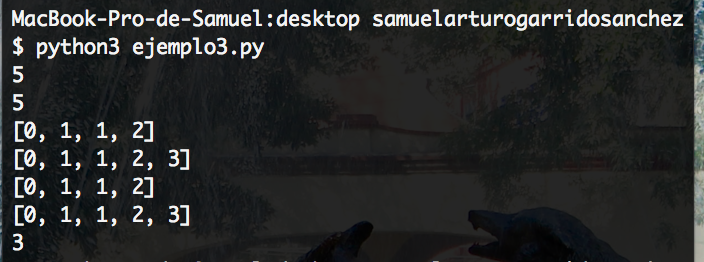 MacBook-Pro-de-Samuel:desktop samuelarturogarridosanchez
$ python3 ejemplo3.py
5
5
[0, 1, 1, 2]
[0, 1, 1, 2, 3]
[0, 1, 1, 2]
[0, 1, 1, 2, 3]
3